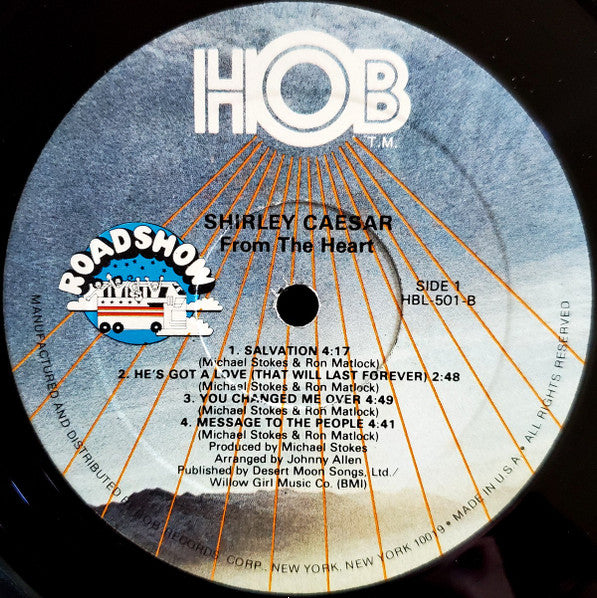 HOB
T.M.
SHIRLEY CAESAR
From The Heart
ROADSHOW
SIDE 1
HBL-501-B
1. SALVATION 4:17
(Michael Stokes & Ron Matlock)
2. HE'S GOT A LOVE (THAT WILL LAST FOREVER) 2:48
(Michael Stokes & Ron Matlock)
3. YOU CHANGED ME OVER 4:49
(Michael Stokes & Ron Matlock)
4. MESSAGE TO THE PEOPLE 4:41
(Michael Stokes & Ron Matlock)
Produced by Michael Stokes
Arranged by Johnny Allen
Published by Desert Moon Songs, Ltd./
Willow Girl Music Co. (BMI)
MANUFACTURED AND DISTRIBUTED BY HOB RECORDS, CORP., NEW YORK, NEW YORK 10019 • MADE IN U.S.A. • ALL RIGHTS RESERVED